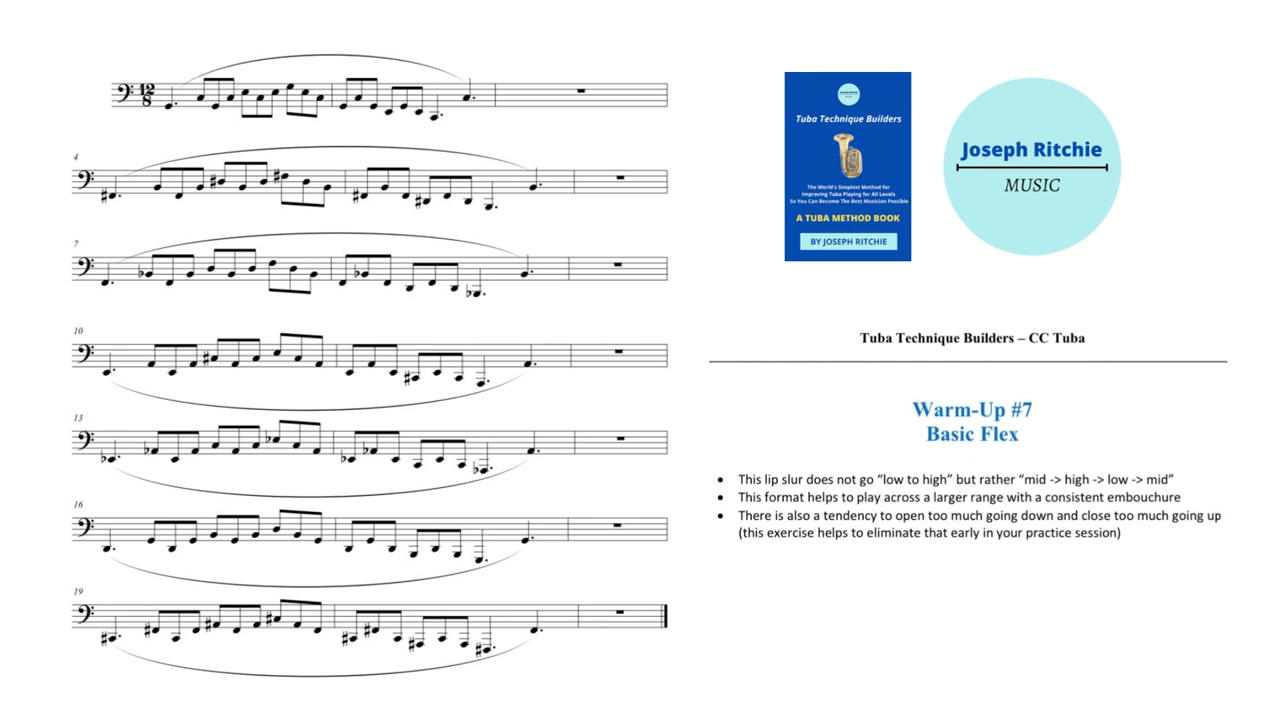 12
8
4
7
10
13
16
19
Joseph Ritchie
MUSIC
Tuba Technique Builders
The World's Simplest Method for
Improving Tuba Playing for All Levels
So You Can Become The Best Musician Possible
A TUBA METHOD BOOK
BY JOSEPH RITCHIE
Joseph Ritchie
MUSIC
Tuba Technique Builders – CC Tuba
Warm-Up #7
Basic Flex
• This lip slur does not go “low to high” but rather “mid -> high -> low -> mid”
• This format helps to play across a larger range with a consistent embouchure
• There is also a tendency to open too much going down and close too much going up
(this exercise helps to eliminate that early in your practice session)